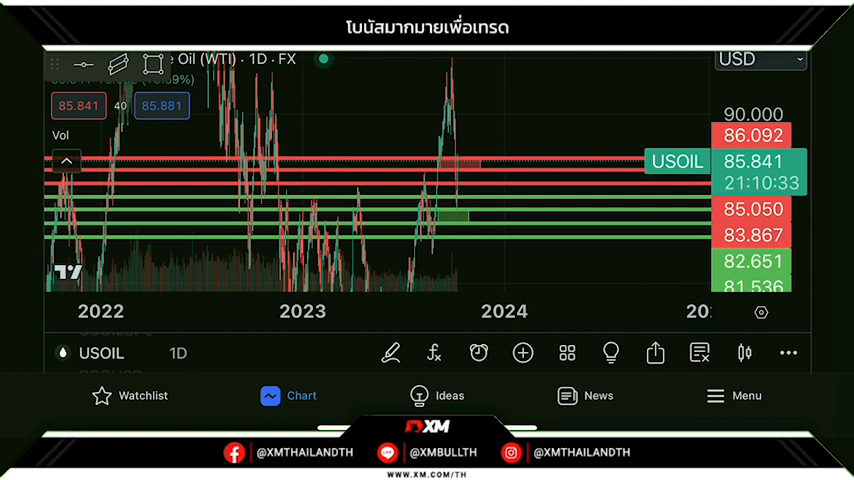 โบนัสมากมายเพื่อเทรด
e Oil (WTI) · 1D · FX
USD
85.841 40 85.881
90.000
Vol
86.092
USOIL 85.841
21:10:33
85.050
83.867
82.651
81.536
2022 2023 2024 20
USOIL 1D
Watchlist Chart Ideas News Menu
XM
@XMTHAILANDTH @XMBULLTH @XMTHAILANDTH
WWW.XM.COM/TH